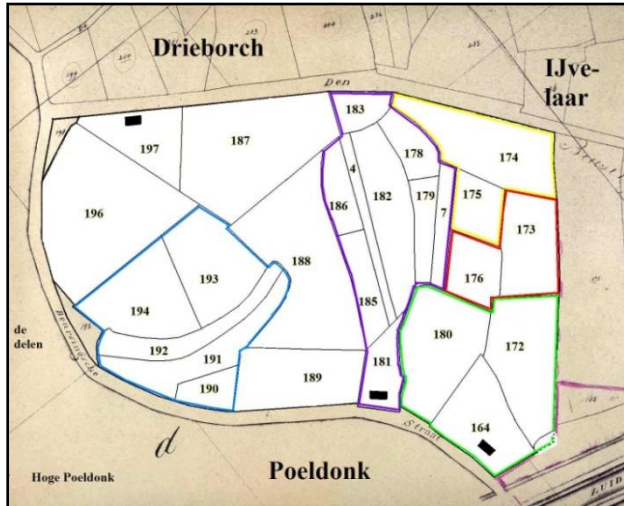 Drieborch
IJve-
laar
Den
183
197
187
178
174
4
182
175
179
7
196
186
173
188
193
176
194
185
180
172
192
191
181
190
189
164
de
delen
Straat
d
Hoge Poeldonk
Poeldonk
ZUID